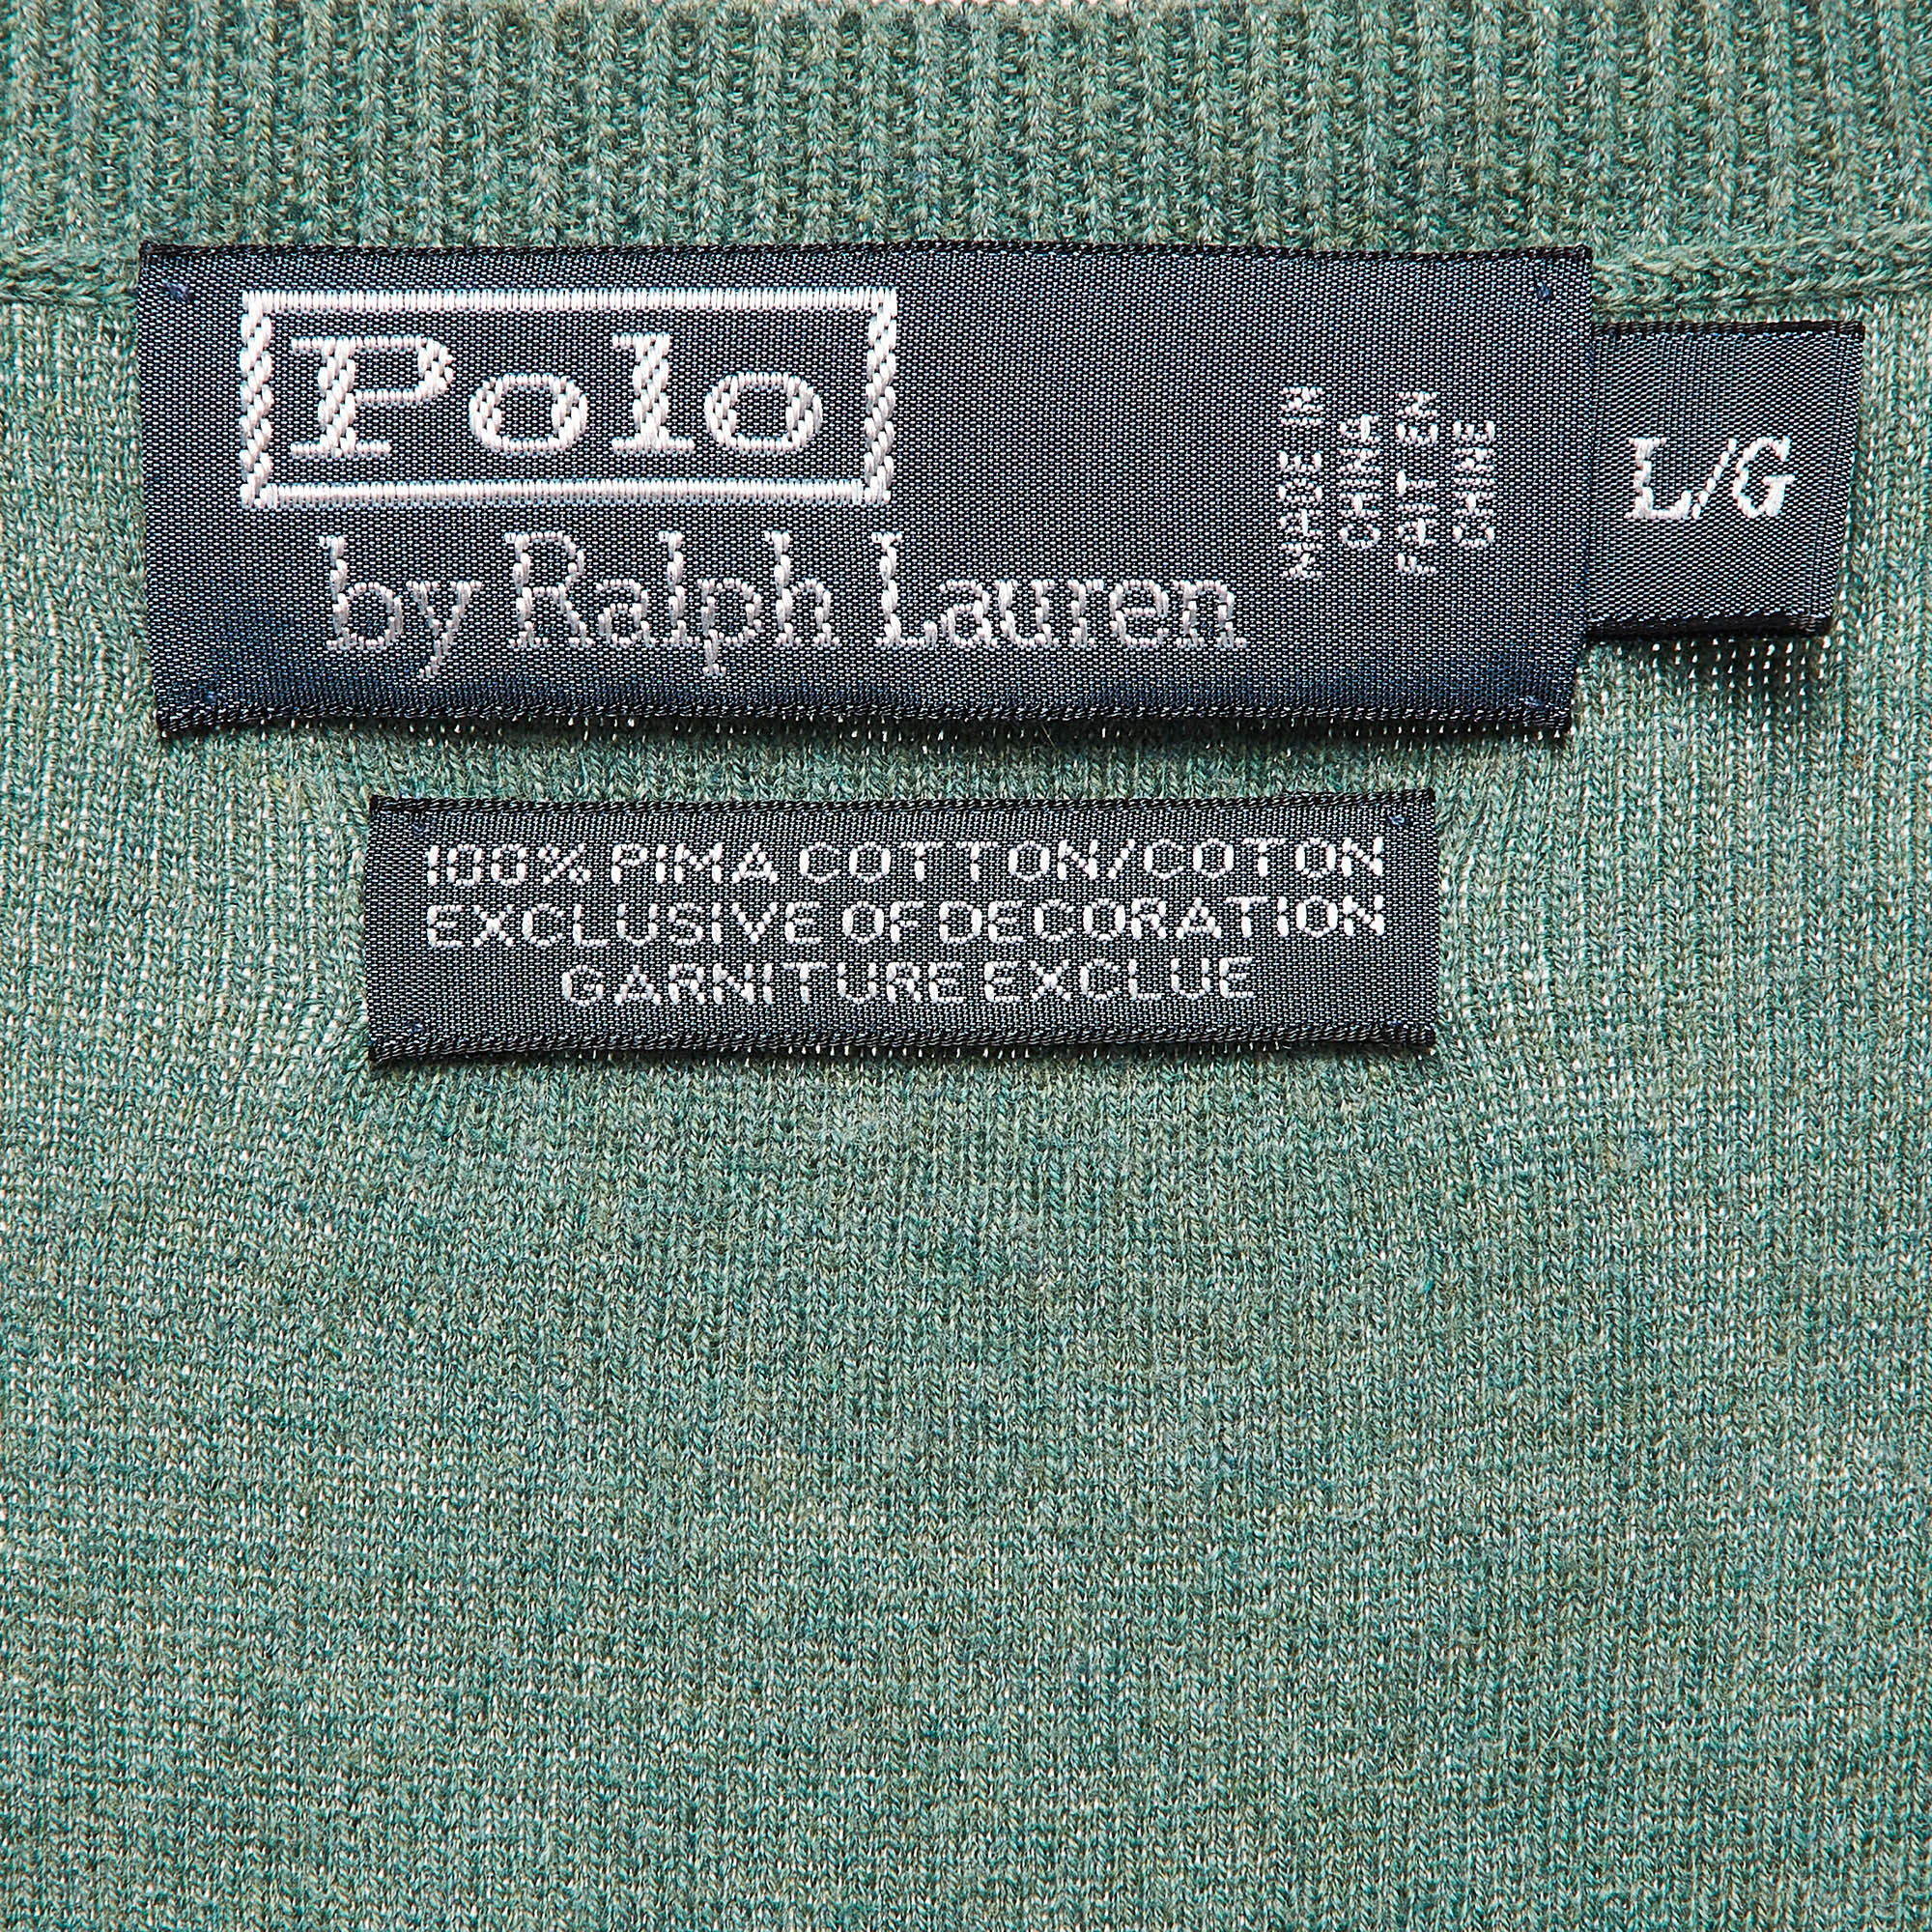 Polo
by Ralph Lauren
MADE IN
CHINA
FAIT EN
CHINE
L/G
100% PIMA COTTON/COTON
EXCLUSIVE OF DECORATION
GARNITURE EXCLUE